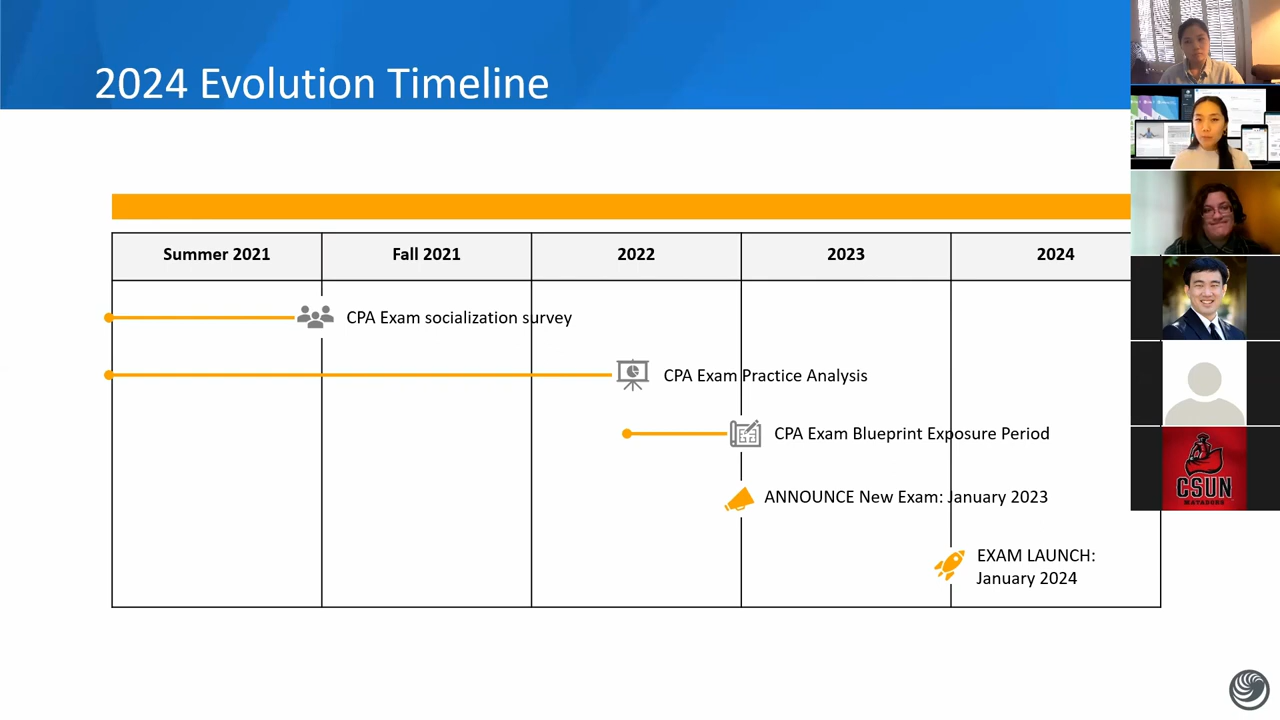 2024 Evolution Timeline
Summer 2021
Fall 2021
2022
2023
2024
CPA Exam socialization survey
CPA Exam Practice Analysis
CPA Exam Blueprint Exposure Period
ANNOUNCE New Exam: January 2023
EXAM LAUNCH:
January 2024
CSUN
MATADORS